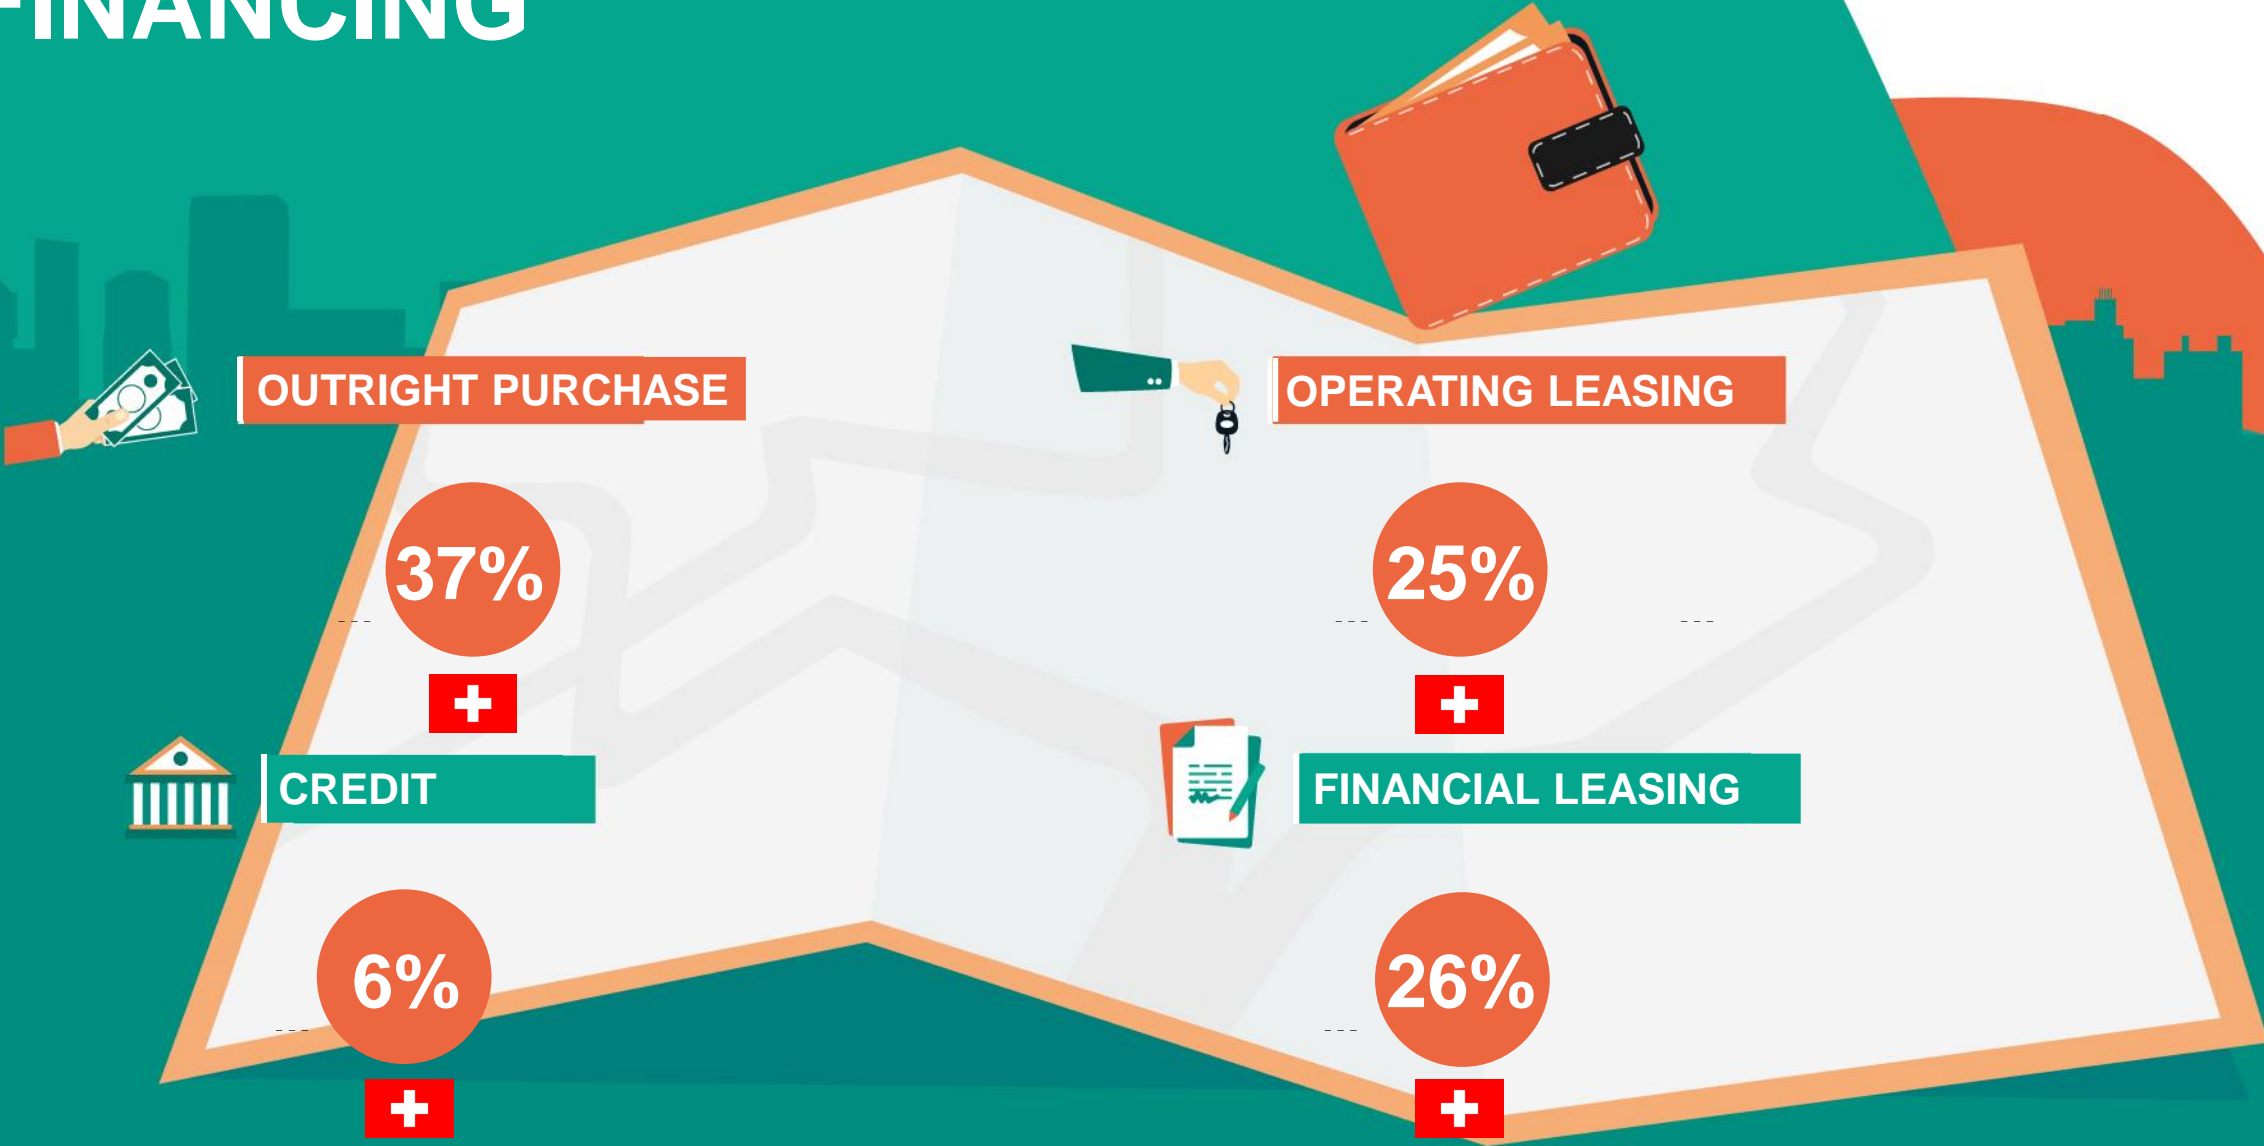 FINANCING
OUTRIGHT PURCHASE
OPERATING LEASING
37%
25%
CREDIT
FINANCIAL LEASING
6%
26%